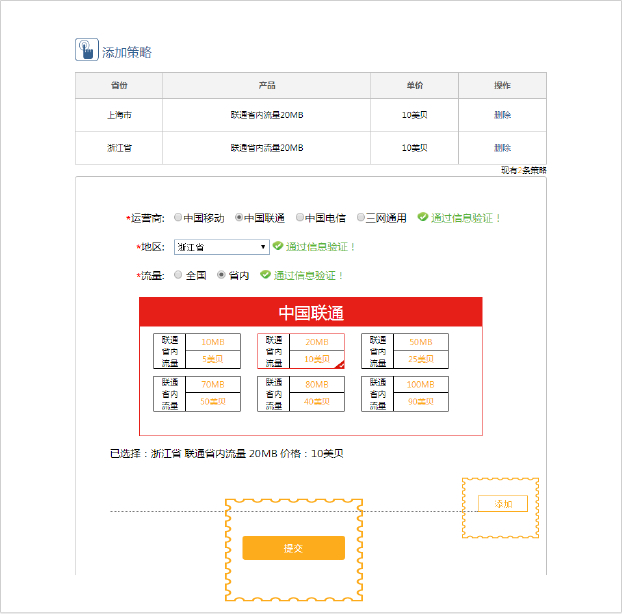 添加策略
省份 产品 单价 操作
上海市 联通省内流量20MB 10美贝 删除
浙江省 联通省内流量20MB 10美贝 删除
现有2条策略
*运营商: 中国移动 中国联通 中国电信 三网通用 通过信息验证！
*地区: 浙江省 通过信息验证！
*流量: 全国 省内 通过信息验证！
中国联通
联通省内流量 10MB 5美贝
联通省内流量 20MB 10美贝
联通省内流量 50MB 25美贝
联通省内流量 70MB 50美贝
联通省内流量 80MB 40美贝
联通省内流量 100MB 90美贝
已选择：浙江省 联通省内流量 20MB 价格：10美贝
添加
提交